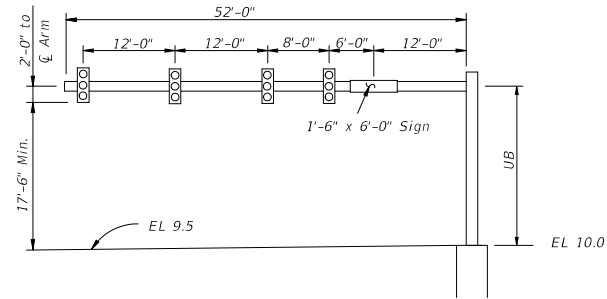 52'-0"
12'-0"
12'-0"
8'-0"
6'-0"
12'-0"
2'-0" to
℄ Arm
1'-6" x 6'-0" Sign
17'-6" Min.
UB
EL 9.5
EL 10.0